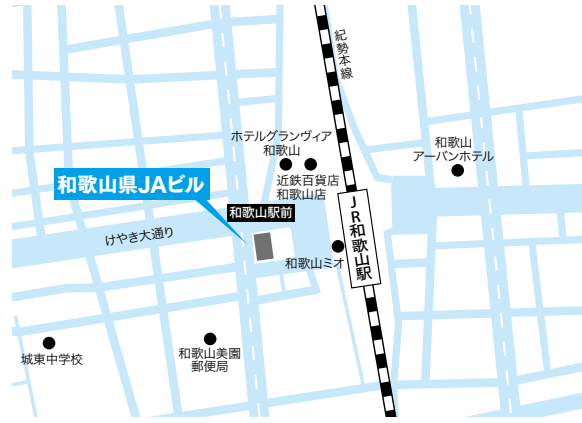 紀勢本線
ホテルグランヴィア
和歌山
近鉄百貨店
和歌山店
和歌山
アーバンホテル
和歌山県JAビル
和歌山駅前
けやき大通り
JR和歌山駅
和歌山ミオ
城東中学校
和歌山美園
郵便局